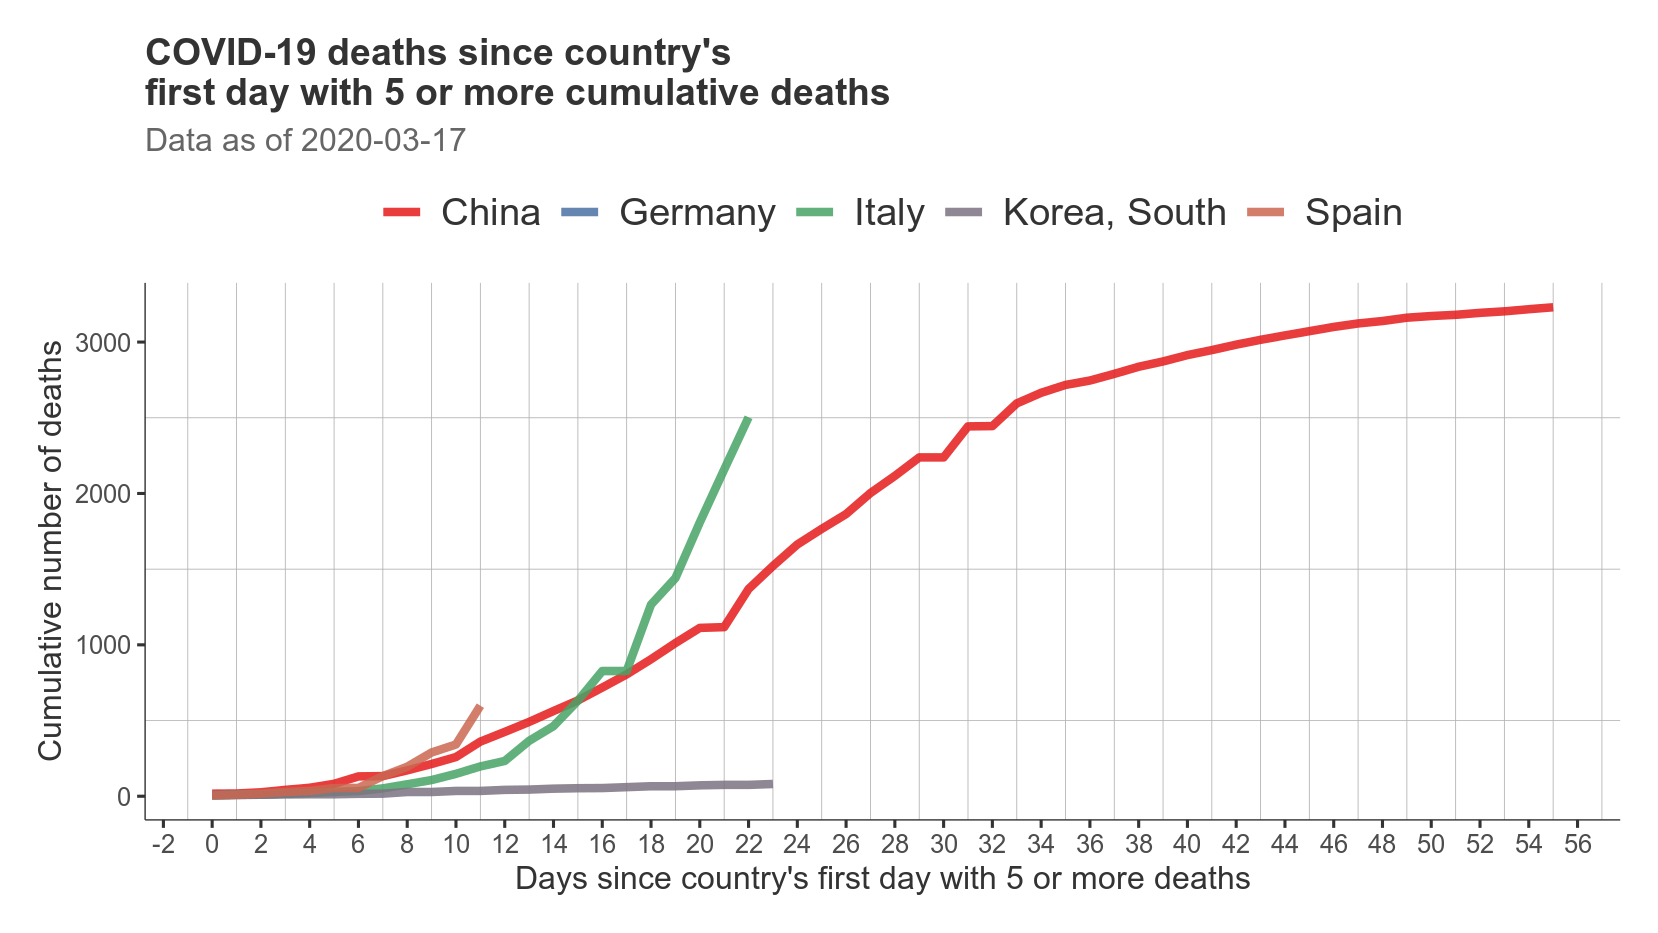 COVID-19 deaths since country's
first day with 5 or more cumulative deaths
Data as of 2020-03-17
China Germany Italy Korea, South Spain
Cumulative number of deaths
3000
2000
1000
0
-2 0 2 4 6 8 10 12 14 16 18 20 22 24 26 28 30 32 34 36 38 40 42 44 46 48 50 52 54 56
Days since country's first day with 5 or more deaths